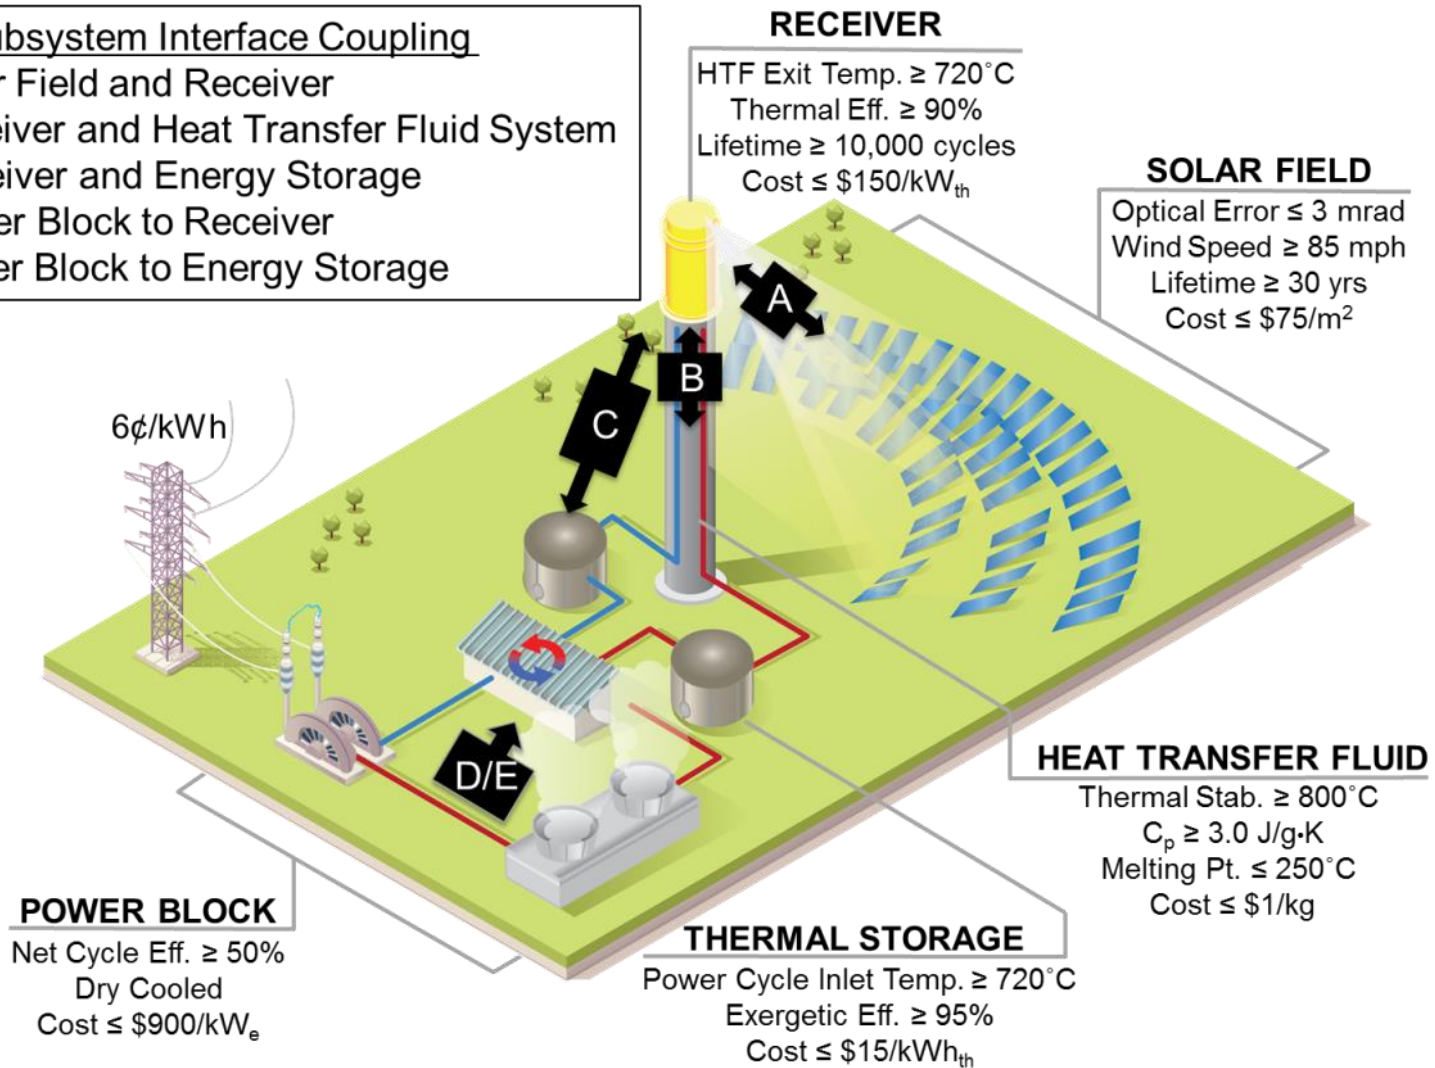 ubsystem Interface Coupling
r Field and Receiver
eiver and Heat Transfer Fluid System
eiver and Energy Storage
er Block to Receiver
er Block to Energy Storage
RECEIVER
HTF Exit Temp. ≥ 720˚C
Thermal Eff. ≥ 90%
Lifetime ≥ 10,000 cycles
Cost ≤ $150/kWth
SOLAR FIELD
Optical Error ≤ 3 mrad
Wind Speed ≥ 85 mph
Lifetime ≥ 30 yrs
Cost ≤ $75/m2
A
B
C
6¢/kWh
D/E
HEAT TRANSFER FLUID
Thermal Stab. ≥ 800˚C
Cp ≥ 3.0 J/g·K
Melting Pt. ≤ 250˚C
Cost ≤ $1/kg
POWER BLOCK
Net Cycle Eff. ≥ 50%
Dry Cooled
Cost ≤ $900/kWe
THERMAL STORAGE
Power Cycle Inlet Temp. ≥ 720˚C
Exergetic Eff. ≥ 95%
Cost ≤ $15/kWhth